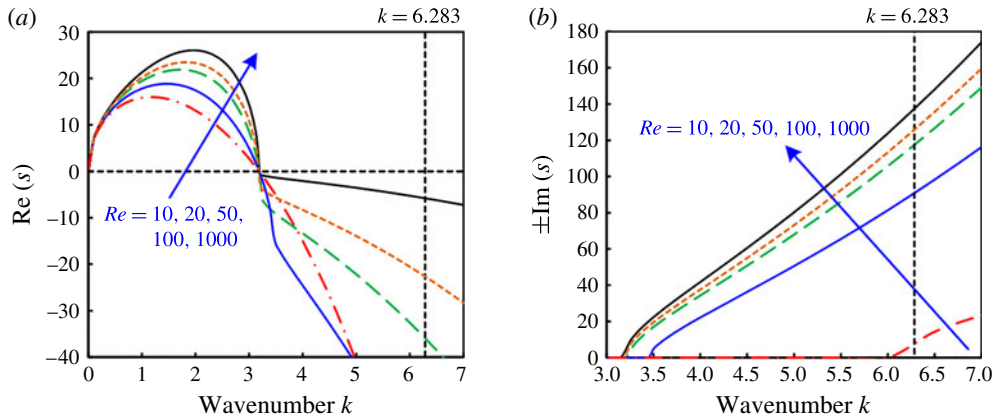 (a)
k = 6.283
30
20
10
0
–10
–20
–30
–40
Re (s)
Re = 10, 20, 50,
100, 1000
0 1 2 3 4 5 6 7
Wavenumber k
(b)
k = 6.283
180
160
140
120
100
80
60
40
20
0
±Im (s)
Re = 10, 20, 50, 100, 1000
3.0 3.5 4.0 4.5 5.0 5.5 6.0 6.5 7.0
Wavenumber k